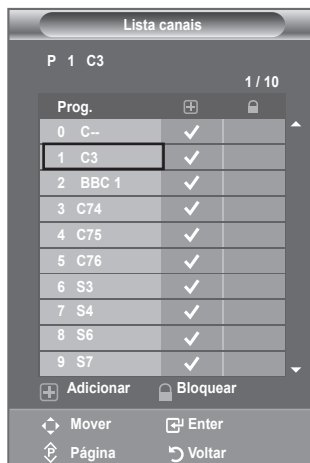 Lista canais
P 1 C3
1 / 10
Prog.
0 C--
1 C3
2 BBC 1
3 C74
4 C75
5 C76
6 S3
7 S4
8 S6
9 S7
Adicionar Bloquear
Mover Enter
P Página Voltar